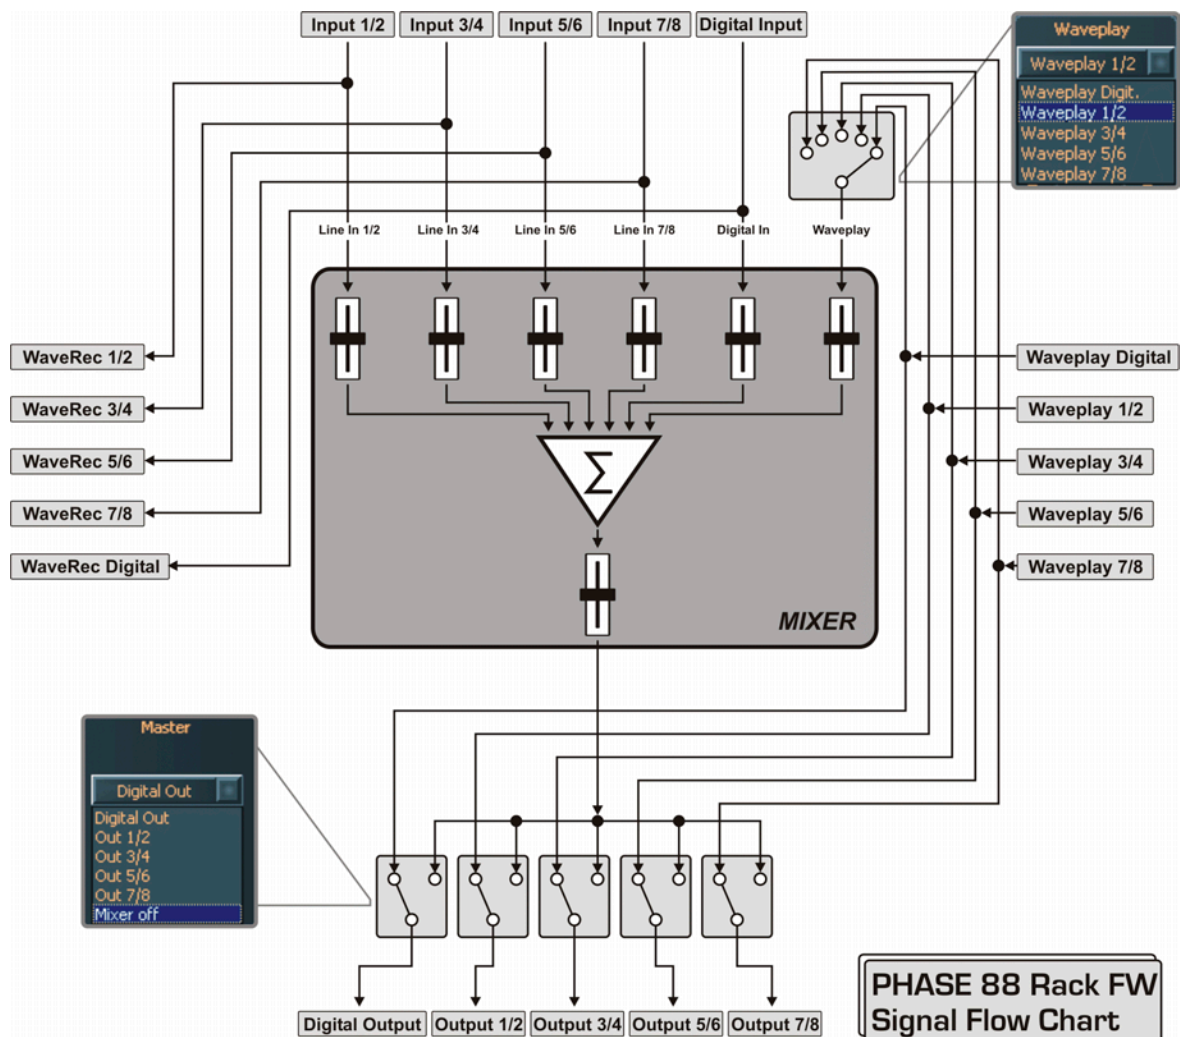 Input 1/2
Input 3/4
Input 5/6
Input 7/8
Digital Input
Waveplay
Waveplay 1/2
Waveplay Digit.
Waveplay 1/2
Waveplay 3/4
Waveplay 5/6
Waveplay 7/8
Line In 1/2
Line In 3/4
Line In 5/6
Line In 7/8
Digital In
Waveplay
WaveRec 1/2
WaveRec 3/4
WaveRec 5/6
WaveRec 7/8
WaveRec Digital
Σ
MIXER
Waveplay Digital
Waveplay 1/2
Waveplay 3/4
Waveplay 5/6
Waveplay 7/8
Master
Digital Out
Digital Out
Out 1/2
Out 3/4
Out 5/6
Out 7/8
Mixer off
Digital Output
Output 1/2
Output 3/4
Output 5/6
Output 7/8
PHASE 88 Rack FW
Signal Flow Chart